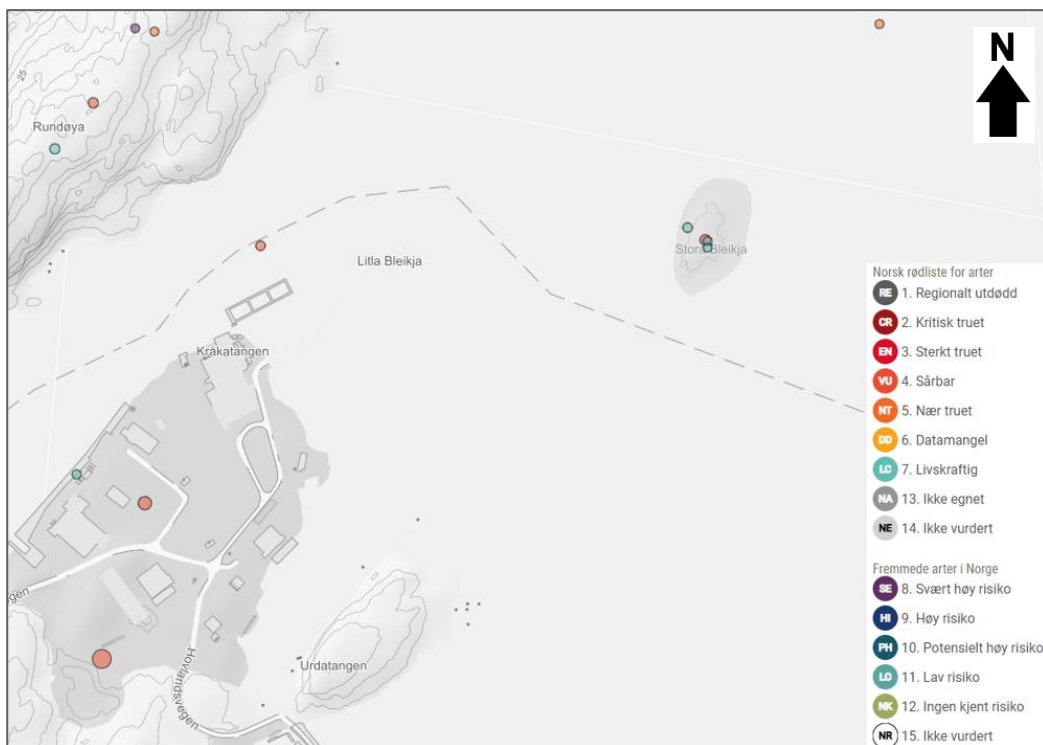 N
25
Rundøya
Litla Bleikja
Stora Bleikja
Kråkatangen
Urdatangen
Hovlandsvegen
Norsk rødliste for arter
RE 1. Regionalt utdødd
CR 2. Kritisk truet
EN 3. Sterkt truet
VU 4. Sårbar
NT 5. Nær truet
DD 6. Datamangel
LC 7. Livskraftig
NA 13. Ikke egnet
NE 14. Ikke vurdert
Fremmede arter i Norge
SE 8. Svært høy risiko
HI 9. Høy risiko
PH 10. Potensielt høy risiko
LO 11. Lav risiko
NK 12. Ingen kjent risiko
NR 15. Ikke vurdert